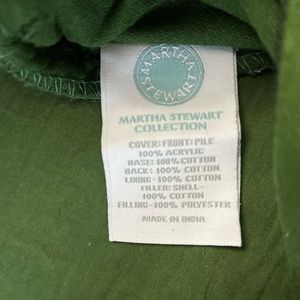 MARTHA
STEWART
MARTHA STEWART
COLLECTION
COVER: FRONT: PILE
100% ACRYLIC
BASE: 100% COTTON
BACK: 100% COTTON
LINING-100% COTTON
FILLER: SHELL-
100% COTTON
FILLING-100% POLYESTER
MADE IN INDIA